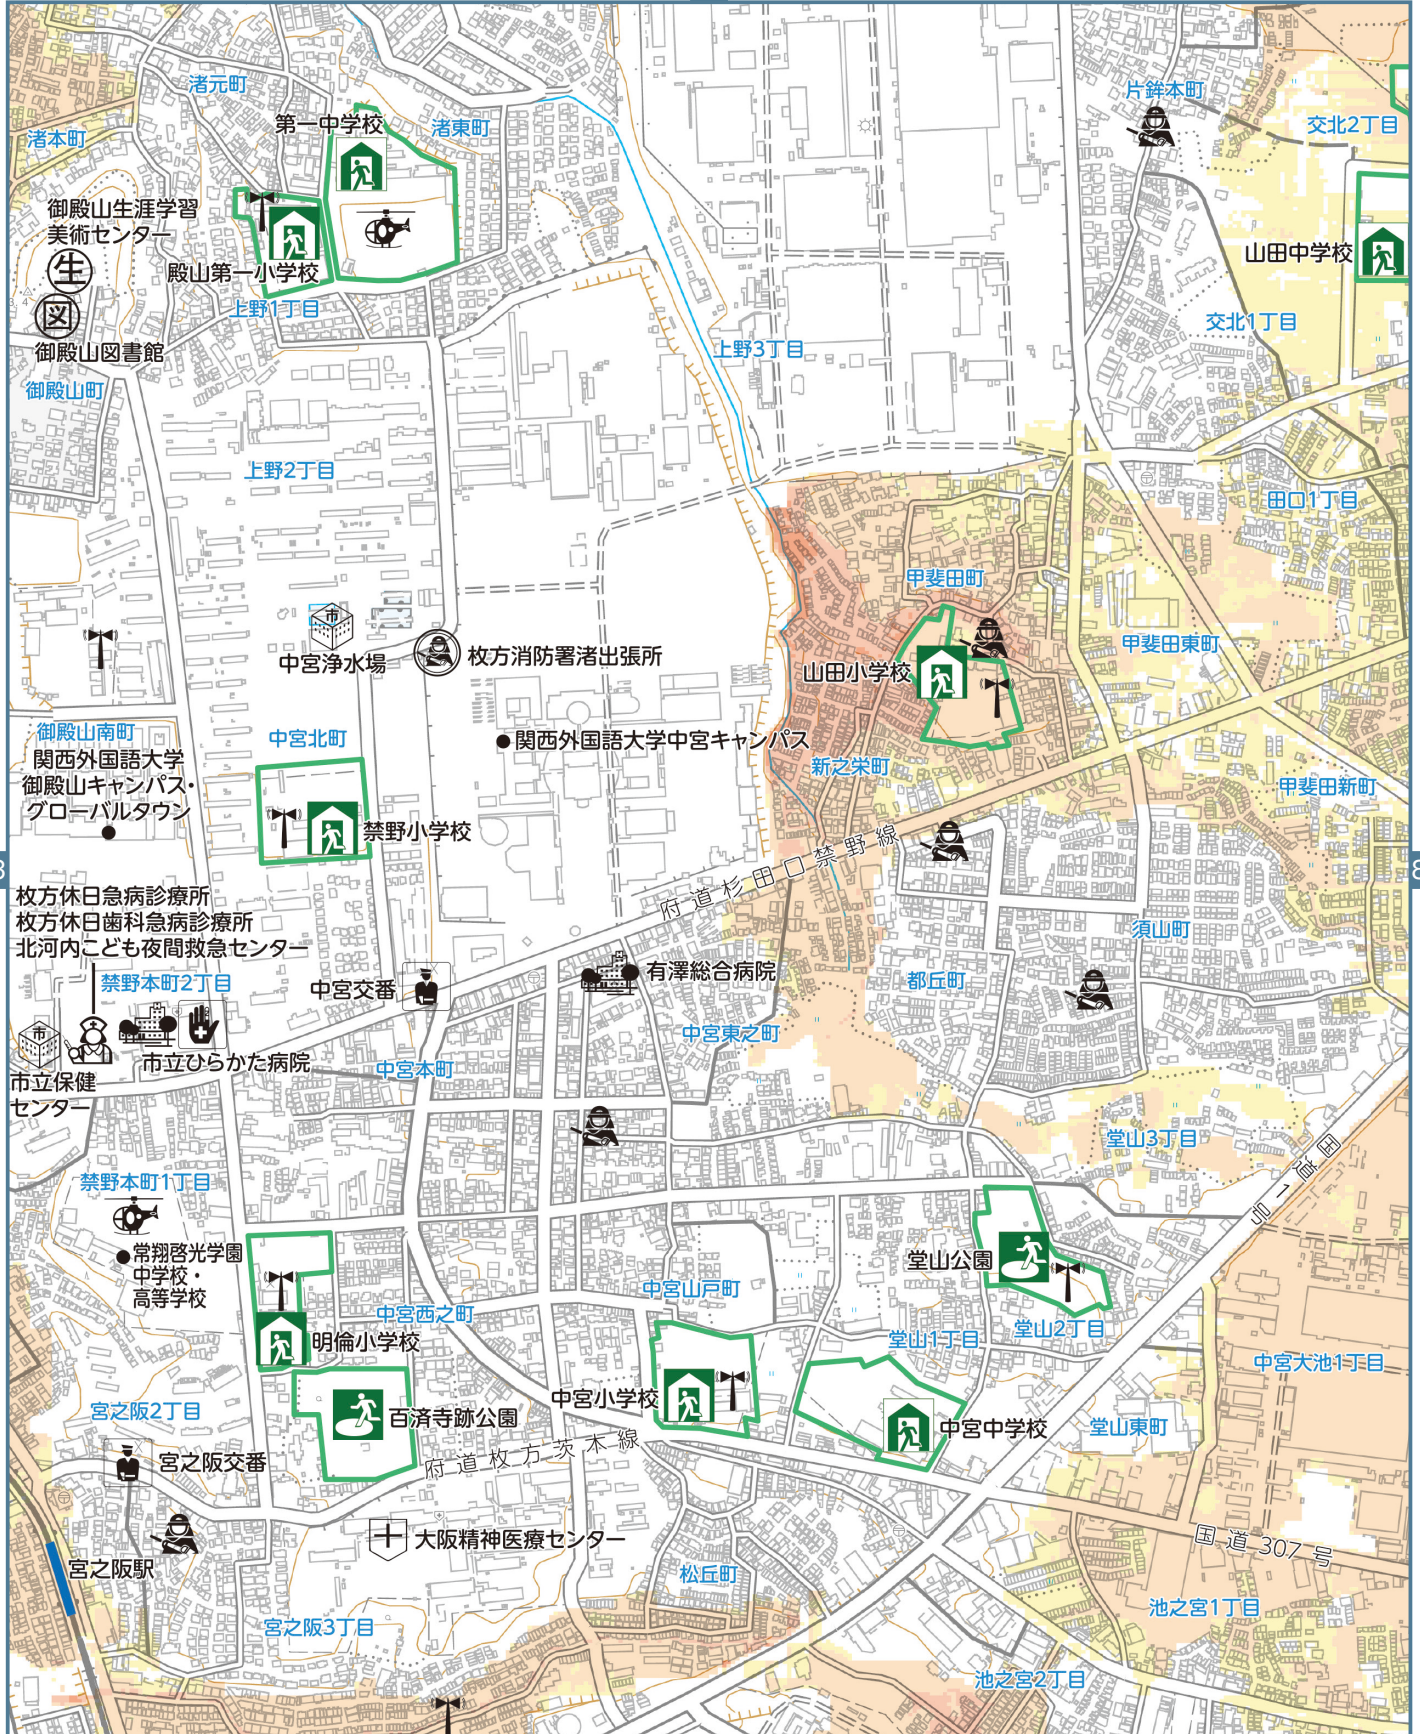 渚元町
片鉾本町
第一中学校
渚東町
交北2丁目
渚本町
御殿山生涯学習
美術センター
生
山田中学校
殿山第一小学校
上野1丁目
図
交北1丁目
御殿山図書館
上野3丁目
御殿山町
上野2丁目
田口1丁目
甲斐田町
市
中宮浄水場
枚方消防署渚出張所
甲斐田東町
山田小学校
御殿山南町
中宮北町
関西外国語大学中宮キャンパス
関西外国語大学
御殿山キャンパス・
グローバルタウン
新之栄町
甲斐田新町
禁野小学校
府道杉田口禁野線
8
枚方休日急病診療所
枚方休日歯科急病診療所
北河内こども夜間救急センター
須山町
禁野本町2丁目
中宮交番
有澤総合病院
都丘町
市
中宮東之町
市立ひらかた病院
中宮本町
市立保健
センター
堂山3丁目
国道1号
禁野本町1丁目
常翔啓光学園
中学校・
高等学校
堂山公園
中宮山戸町
中宮西之町
堂山2丁目
堂山1丁目
明倫小学校
中宮大池1丁目
中宮小学校
宮之阪2丁目
百済寺跡公園
中宮中学校
堂山東町
府道枚方茨木線
宮之阪交番
大阪精神医療センター
国道307号
宮之阪駅
松丘町
池之宮1丁目
宮之阪3丁目
池之宮2丁目